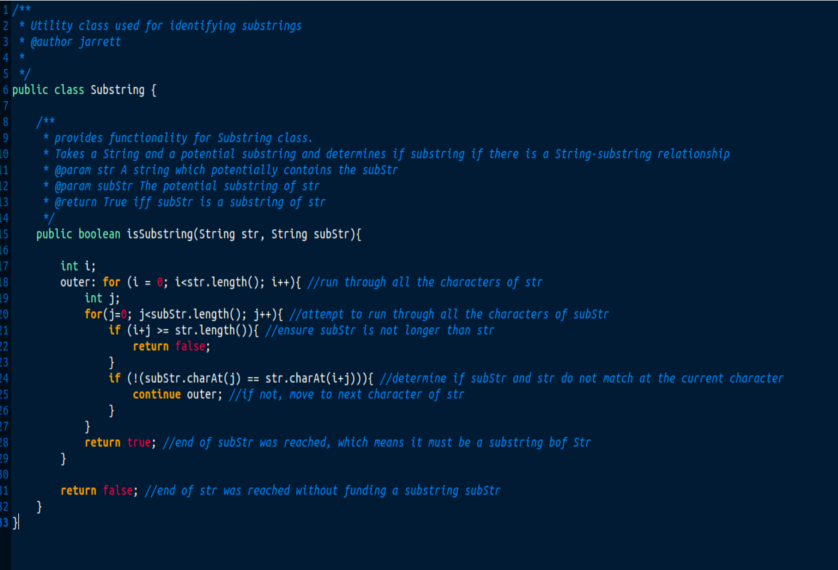 1 /**
2  * Utility class used for identifying substrings
3  * @author jarrett
4  *
5  */
6 public class Substring {
7
8     /**
9      * provides functionality for Substring class.
10      * Takes a String and a potential substring and determines if substring if there is a String-substring relationship
11      * @param str A string which potentially contains the subStr
12      * @param subStr The potential substring of str
13      * @return True iff subStr is a substring of str
14      */
15     public boolean isSubstring(String str, String subStr){
16
17         int i;
18         outer: for (i = 0; i<str.length(); i++){ //run through all the characters of str
19             int j;
20             for(j=0; j<subStr.length(); j++){ //attempt to run through all the characters of subStr
21                 if (i+j >= str.length()){ //ensure subStr is not longer than str
22                     return false;
23                 }
24                 if (!(subStr.charAt(j) == str.charAt(i+j))){ //determine if subStr and str do not match at the current character
25                     continue outer; //if not, move to next character of str
26                 }
27             }
28             return true; //end of subStr was reached, which means it must be a substring bof Str
29         }
30
31         return false; //end of str was reached without funding a substring subStr
32     }
33 }